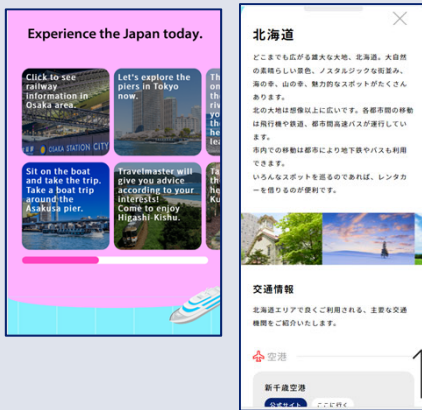 Experience the Japan today.
Click to see
railway
information in
Osaka area.
OSAKA STATION CITY
Let's explore the
piers in Tokyo
now.
Th
on
the
riv
yo
the
he
lea
Sit on the boat
and take the trip.
Take a boat trip
around the
Asakusa pier.
Travelmaster will
give you advice
according to your
interests!
Come to enjoy
Higashi-Kishu.
Ta
th
he
Ku
北海道
どこまでも広がる雄大な大地、北海道。大自然
の素晴らしい景色、ノスタルジックな街並み、
海の幸、山の幸、魅力的なスポットがたくさん
あります。
北の大地は想像以上に広いです。各都市間の移動
は飛行機や鉄道、都市間高速バスが運行してい
ます。
市内での移動は都市により地下鉄やバスも利用
できます。
いろんなスポットを巡るのであれば、レンタカ
ーを借りるのが便利です。
交通情報
北海道エリアで良くご利用される、主要な交通
機関をご紹介いたします。
空港
新千歳空港
公式サイト ここに行く